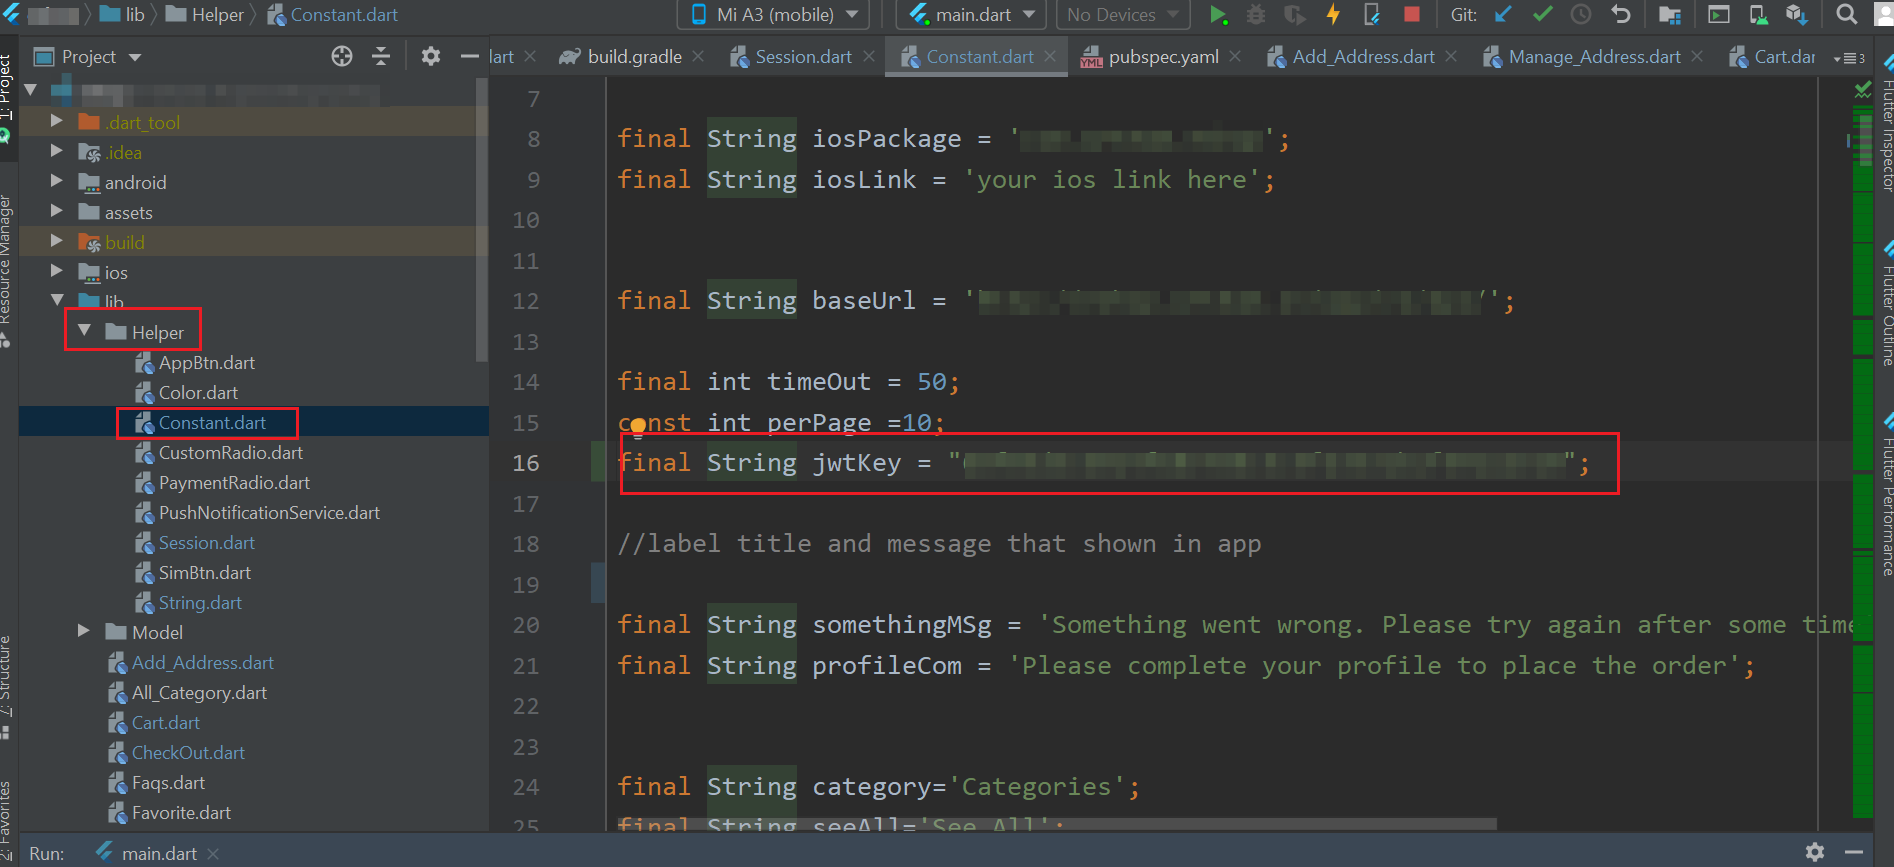 lib Helper Constant.dart
Mi A3 (mobile) main.dart No Devices Git:
Project
dart build.gradle Session.dart Constant.dart pubspec.yaml Add_Address.dart Manage_Address.dart Cart.dar 3
1: Project
Resource Manager
Z: Structure
2: Favorites
.dart_tool
.idea
android
assets
build
ios
lib
Helper
AppBtn.dart
Color.dart
Constant.dart
CustomRadio.dart
PaymentRadio.dart
PushNotificationService.dart
Session.dart
SimBtn.dart
String.dart
Model
Add_Address.dart
All_Category.dart
Cart.dart
CheckOut.dart
Faqs.dart
Favorite.dart
7
8 final String iosPackage = '';
9 final String iosLink = 'your ios link here';
10
11
12 final String baseUrl = '/';
13
14 final int timeOut = 50;
15 const int perPage =10;
16 final String jwtKey = "";
17
18 //label title and message that shown in app
19
20 final String somethingMSg = 'Something went wrong. Please try again after some time
21 final String profileCom = 'Please complete your profile to place the order';
22
23
24 final String category='Categories';
25 final String seeAll='See All';
Flutter Inspector
Flutter Outline
Flutter Performance
Run: main.dart